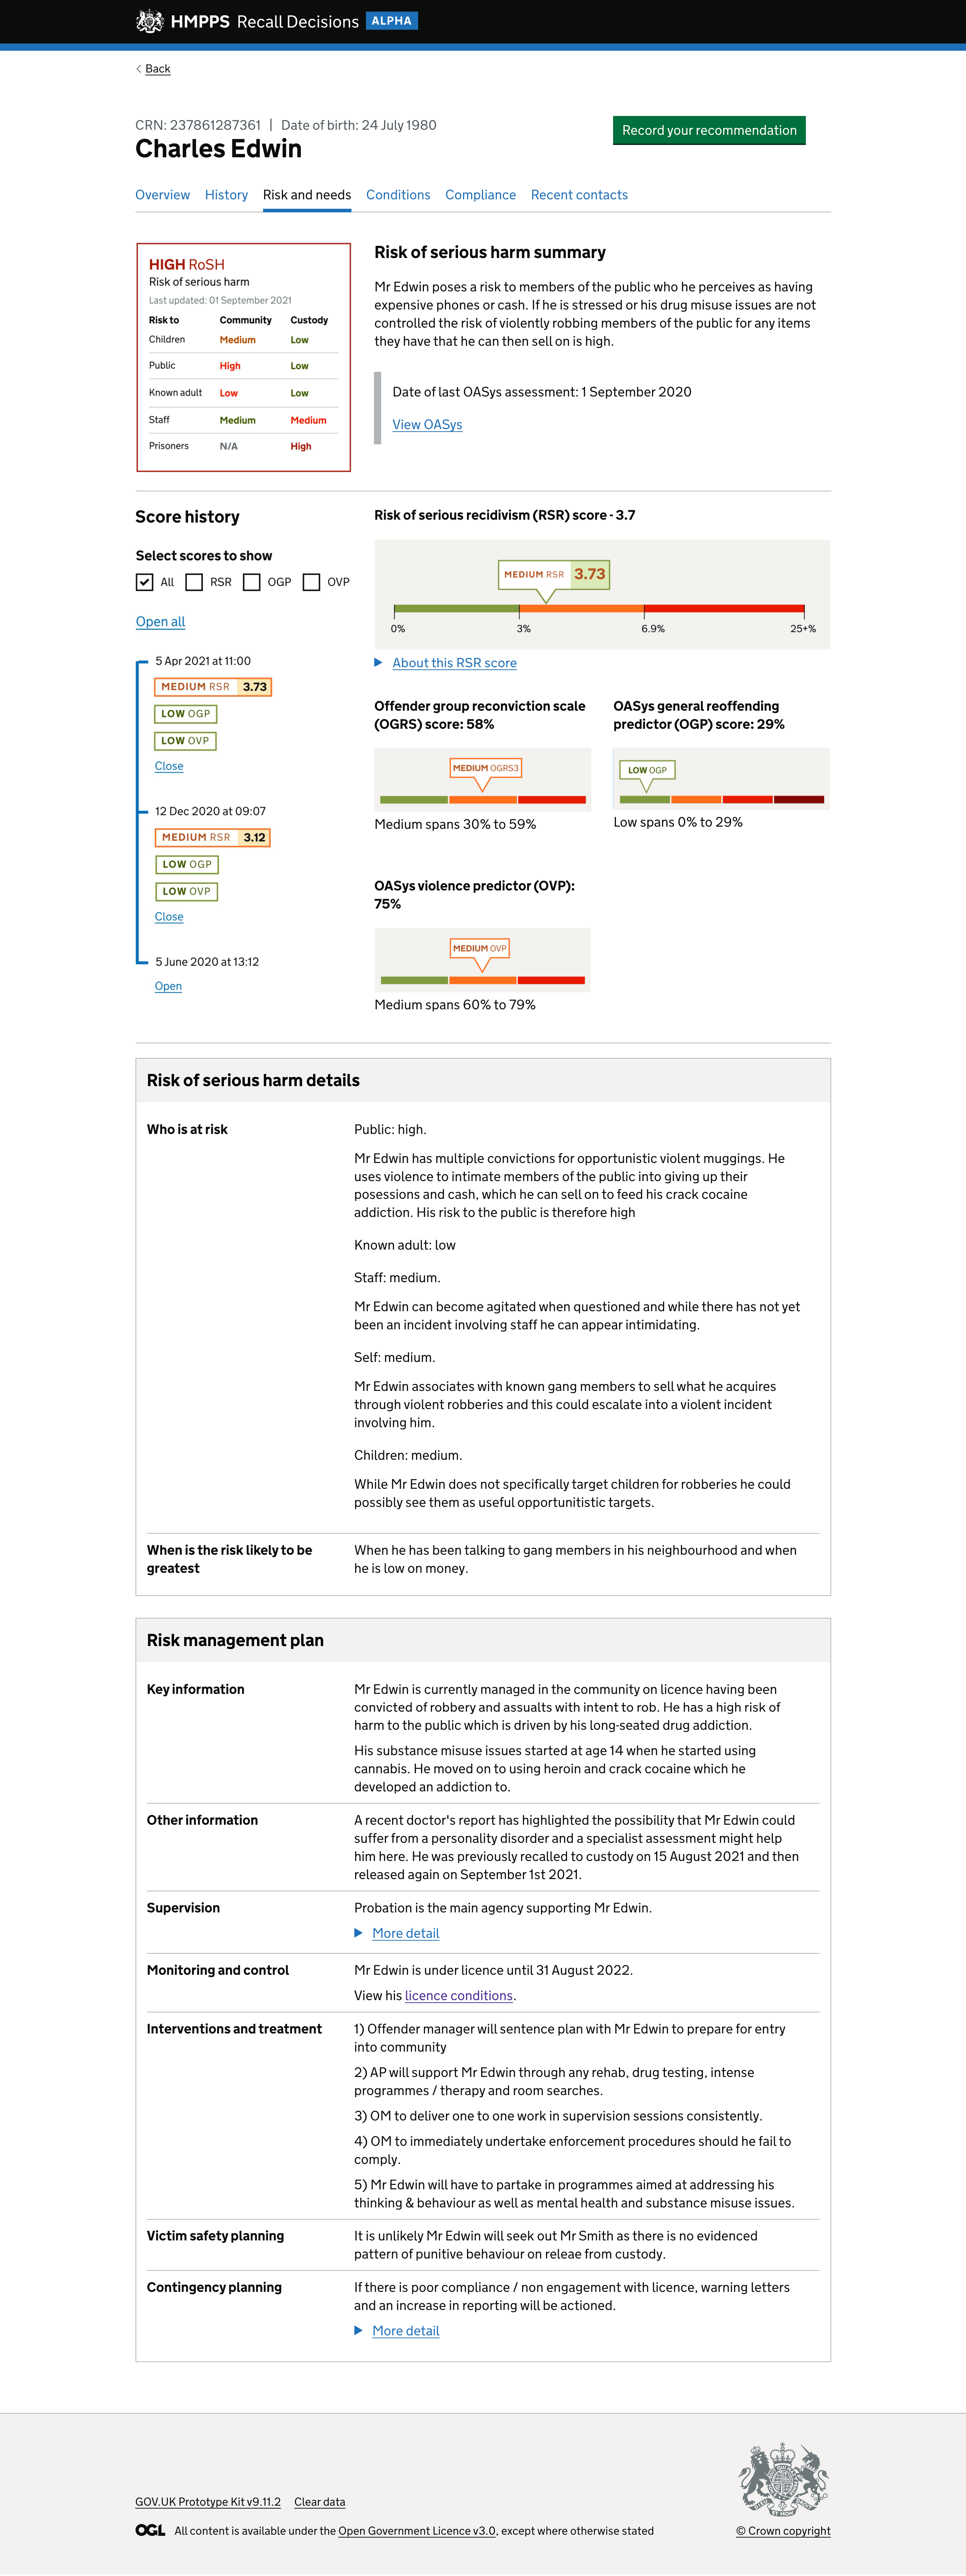 HMPPS Recall Decisions ALPHA
Back
CRN: 237861287361 | Date of birth: 24 July 1980
Charles Edwin
Record your recommendation
Overview History Risk and needs Conditions Compliance Recent contacts
HIGH RoSH
Risk of serious harm
Last updated: 01 September 2021
Risk to Community Custody
Children Medium Low
Public High Low
Known adult Low Low
Staff Medium Medium
Prisoners N/A High
Risk of serious harm summary
Mr Edwin poses a risk to members of the public who he perceives as having
expensive phones or cash. If he is stressed or his drug misuse issues are not
controlled the risk of violently robbing members of the public for any items
they have that he can then sell on is high.
Date of last OASys assessment: 1 September 2020
View OASys
Score history
Select scores to show
All RSR OGP OVP
Open all
5 Apr 2021 at 11:00
MEDIUM RSR 3.73
LOW OGP
LOW OVP
Close
12 Dec 2020 at 09:07
MEDIUM RSR 3.12
LOW OGP
LOW OVP
Close
5 June 2020 at 13:12
Open
Risk of serious recidivism (RSR) score - 3.7
MEDIUM RSR 3.73
0% 3% 6.9% 25+%
About this RSR score
Offender group reconviction scale
(OGRS) score: 58%
MEDIUM OGRS3
Medium spans 30% to 59%
OASys general reoffending
predictor (OGP) score: 29%
LOW OGP
Low spans 0% to 29%
OASys violence predictor (OVP):
75%
MEDIUM OVP
Medium spans 60% to 79%
Risk of serious harm details
Who is at risk
Public: high.
Mr Edwin has multiple convictions for opportunistic violent muggings. He
uses violence to intimate members of the public into giving up their
posessions and cash, which he can sell on to feed his crack cocaine
addiction. His risk to the public is therefore high
Known adult: low
Staff: medium.
Mr Edwin can become agitated when questioned and while there has not yet
been an incident involving staff he can appear intimidating.
Self: medium.
Mr Edwin associates with known gang members to sell what he acquires
through violent robberies and this could escalate into a violent incident
involving him.
Children: medium.
While Mr Edwin does not specifically target children for robberies he could
possibly see them as useful opportunitistic targets.
When is the risk likely to be
greatest
When he has been talking to gang members in his neighbourhood and when
he is low on money.
Risk management plan
Key information
Mr Edwin is currently managed in the community on licence having been
convicted of robbery and assualts with intent to rob. He has a high risk of
harm to the public which is driven by his long-seated drug addiction.
His substance misuse issues started at age 14 when he started using
cannabis. He moved on to using heroin and crack cocaine which he
developed an addiction to.
Other information
A recent doctor's report has highlighted the possibility that Mr Edwin could
suffer from a personality disorder and a specialist assessment might help
him here. He was previously recalled to custody on 15 August 2021 and then
released again on September 1st 2021.
Supervision
Probation is the main agency supporting Mr Edwin.
More detail
Monitoring and control
Mr Edwin is under licence until 31 August 2022.
View his licence conditions.
Interventions and treatment
1) Offender manager will sentence plan with Mr Edwin to prepare for entry
into community
2) AP will support Mr Edwin through any rehab, drug testing, intense
programmes / therapy and room searches.
3) OM to deliver one to one work in supervision sessions consistently.
4) OM to immediately undertake enforcement procedures should he fail to
comply.
5) Mr Edwin will have to partake in programmes aimed at addressing his
thinking & behaviour as well as mental health and substance misuse issues.
Victim safety planning
It is unlikely Mr Edwin will seek out Mr Smith as there is no evidenced
pattern of punitive behaviour on releae from custody.
Contingency planning
If there is poor compliance / non engagement with licence, warning letters
and an increase in reporting will be actioned.
More detail
GOV.UK Prototype Kit v9.11.2 Clear data
OGL All content is available under the Open Government Licence v3.0, except where otherwise stated
© Crown copyright